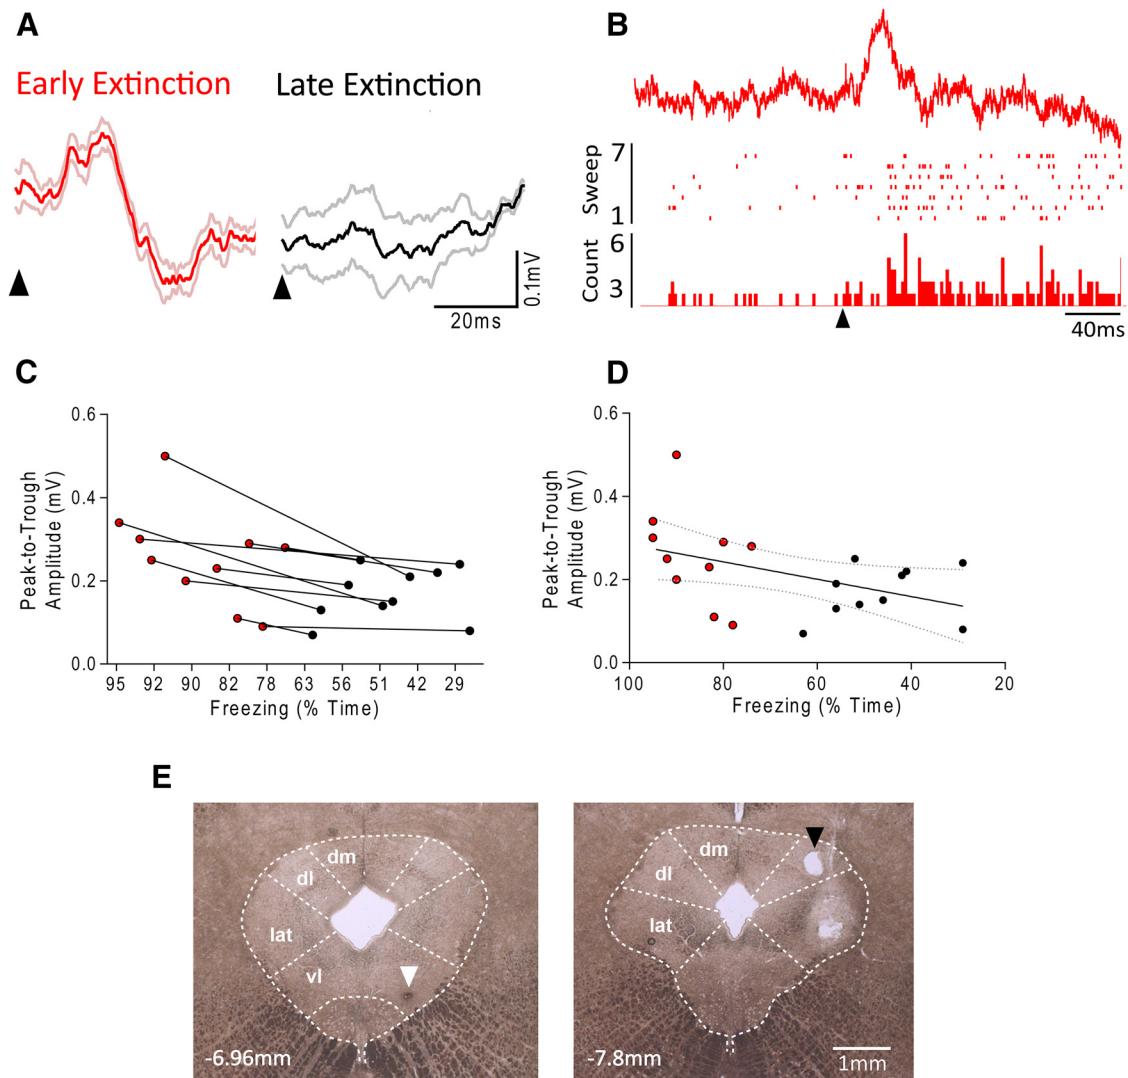 A
Early Extinction
Late Extinction
0.1mV
20ms
B
Sweep
7
1
Count
6
3
40ms
C
Peak-to-Trough
Amplitude (mV)
0.6
0.4
0.2
0.0
95 92 90 82 78 63 56 51 42 29
Freezing (% Time)
D
Peak-to-Trough
Amplitude (mV)
0.6
0.4
0.2
0.0
100 80 60 40 20
Freezing (% Time)
E
dm
dl
lat
vl
-6.96mm
dm
dl
lat
-7.8mm
1mm